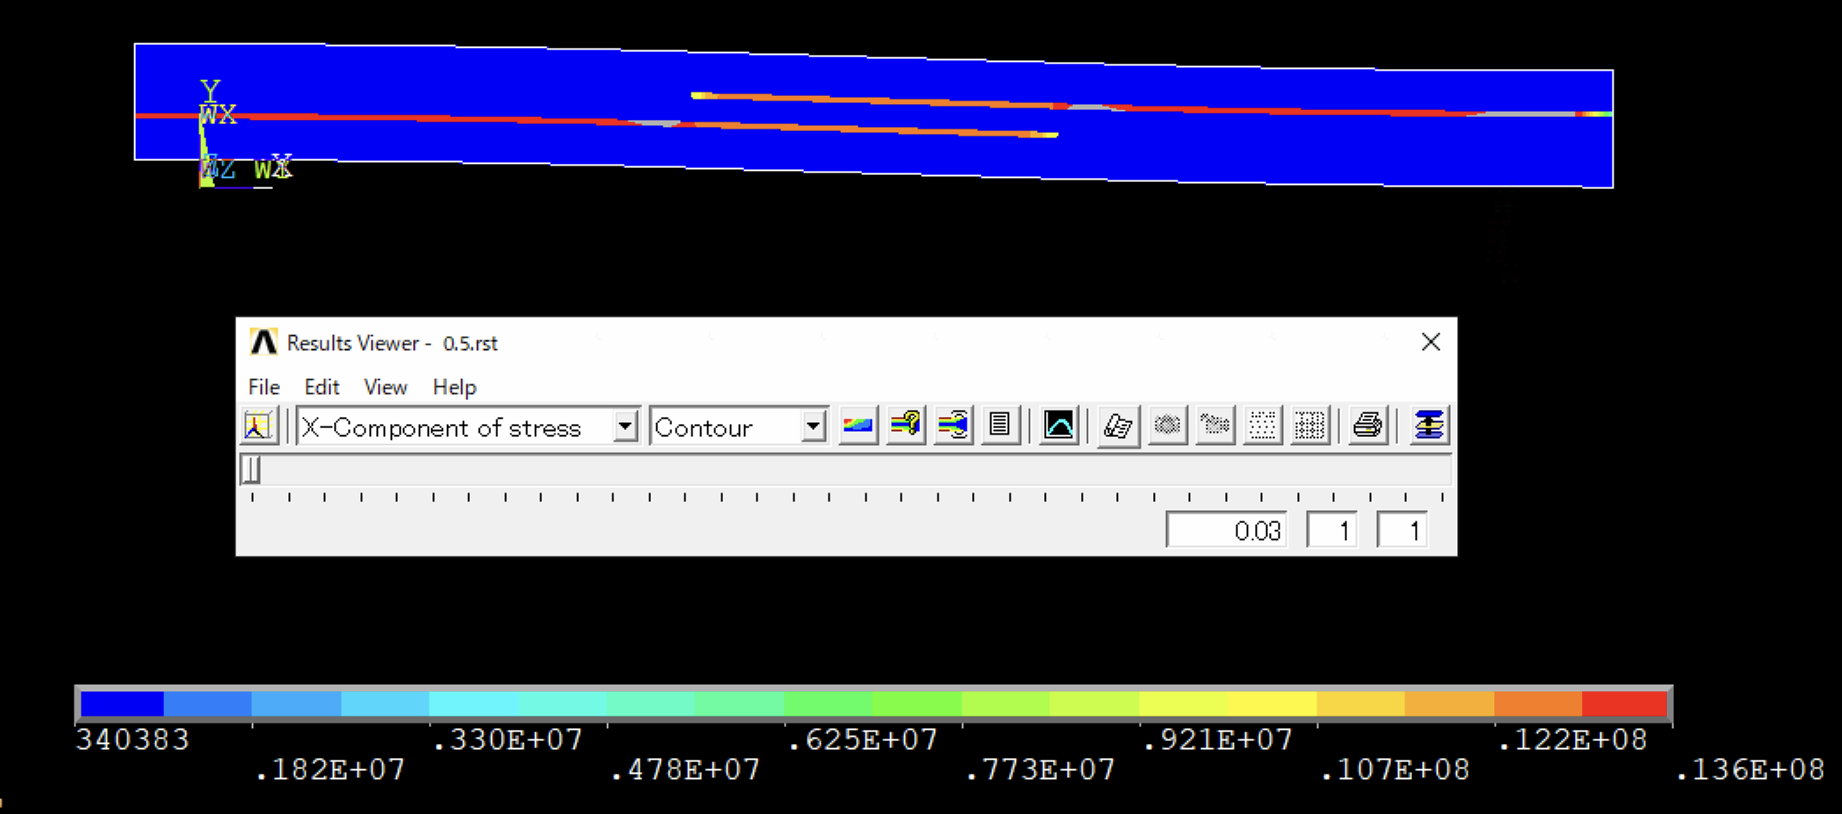 Y
WX
WZ WX
Results Viewer - 0.5.rst
File Edit View Help
X-Component of stress Contour
0.03 1 1
340383 .330E+07 .625E+07 .921E+07 .122E+08
.182E+07 .478E+07 .773E+07 .107E+08 .136E+08